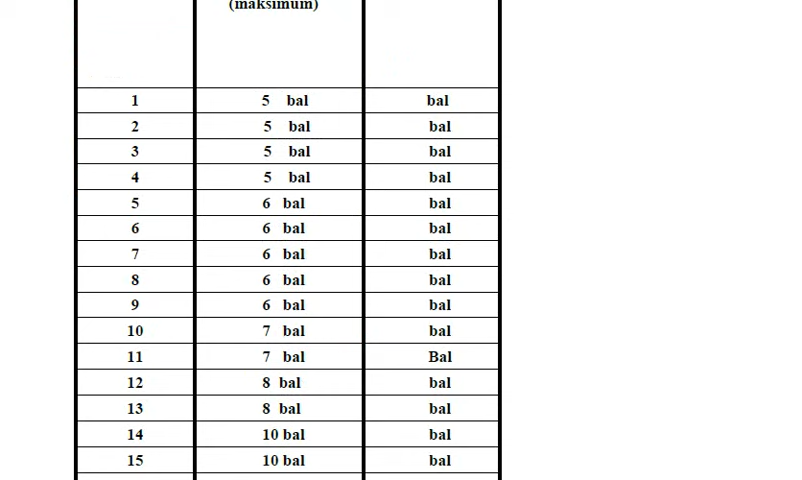 (maksimum)
1 5 bal bal
2 5 bal bal
3 5 bal bal
4 5 bal bal
5 6 bal bal
6 6 bal bal
7 6 bal bal
8 6 bal bal
9 6 bal bal
10 7 bal bal
11 7 bal Bal
12 8 bal bal
13 8 bal bal
14 10 bal bal
15 10 bal bal